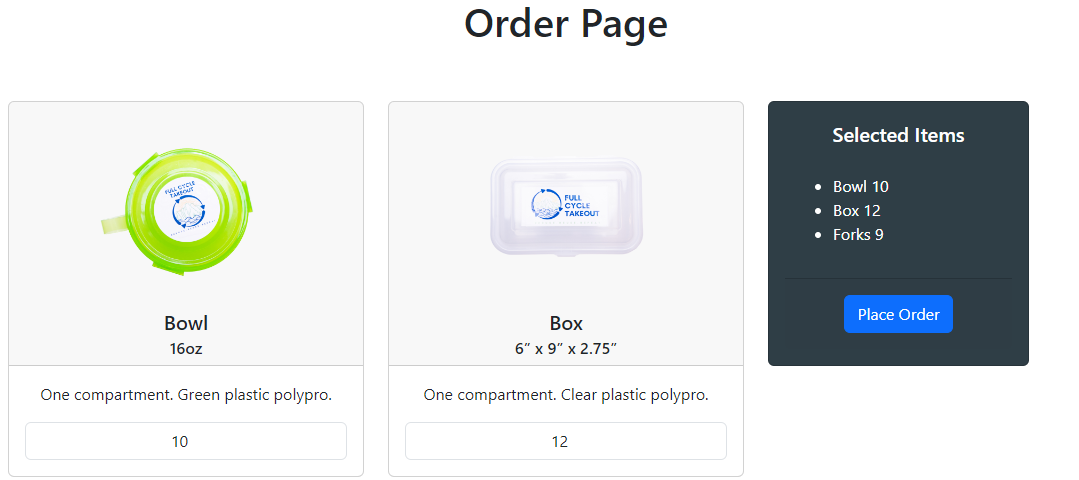 Order Page
FULL CYCLE
TAKEOUT
Bowl
16oz
One compartment. Green plastic polypro.
10
FULL
CYCLE
TAKEOUT
Box
6” x 9” x 2.75”
One compartment. Clear plastic polypro.
12
Selected Items
Bowl 10
Box 12
Forks 9
Place Order